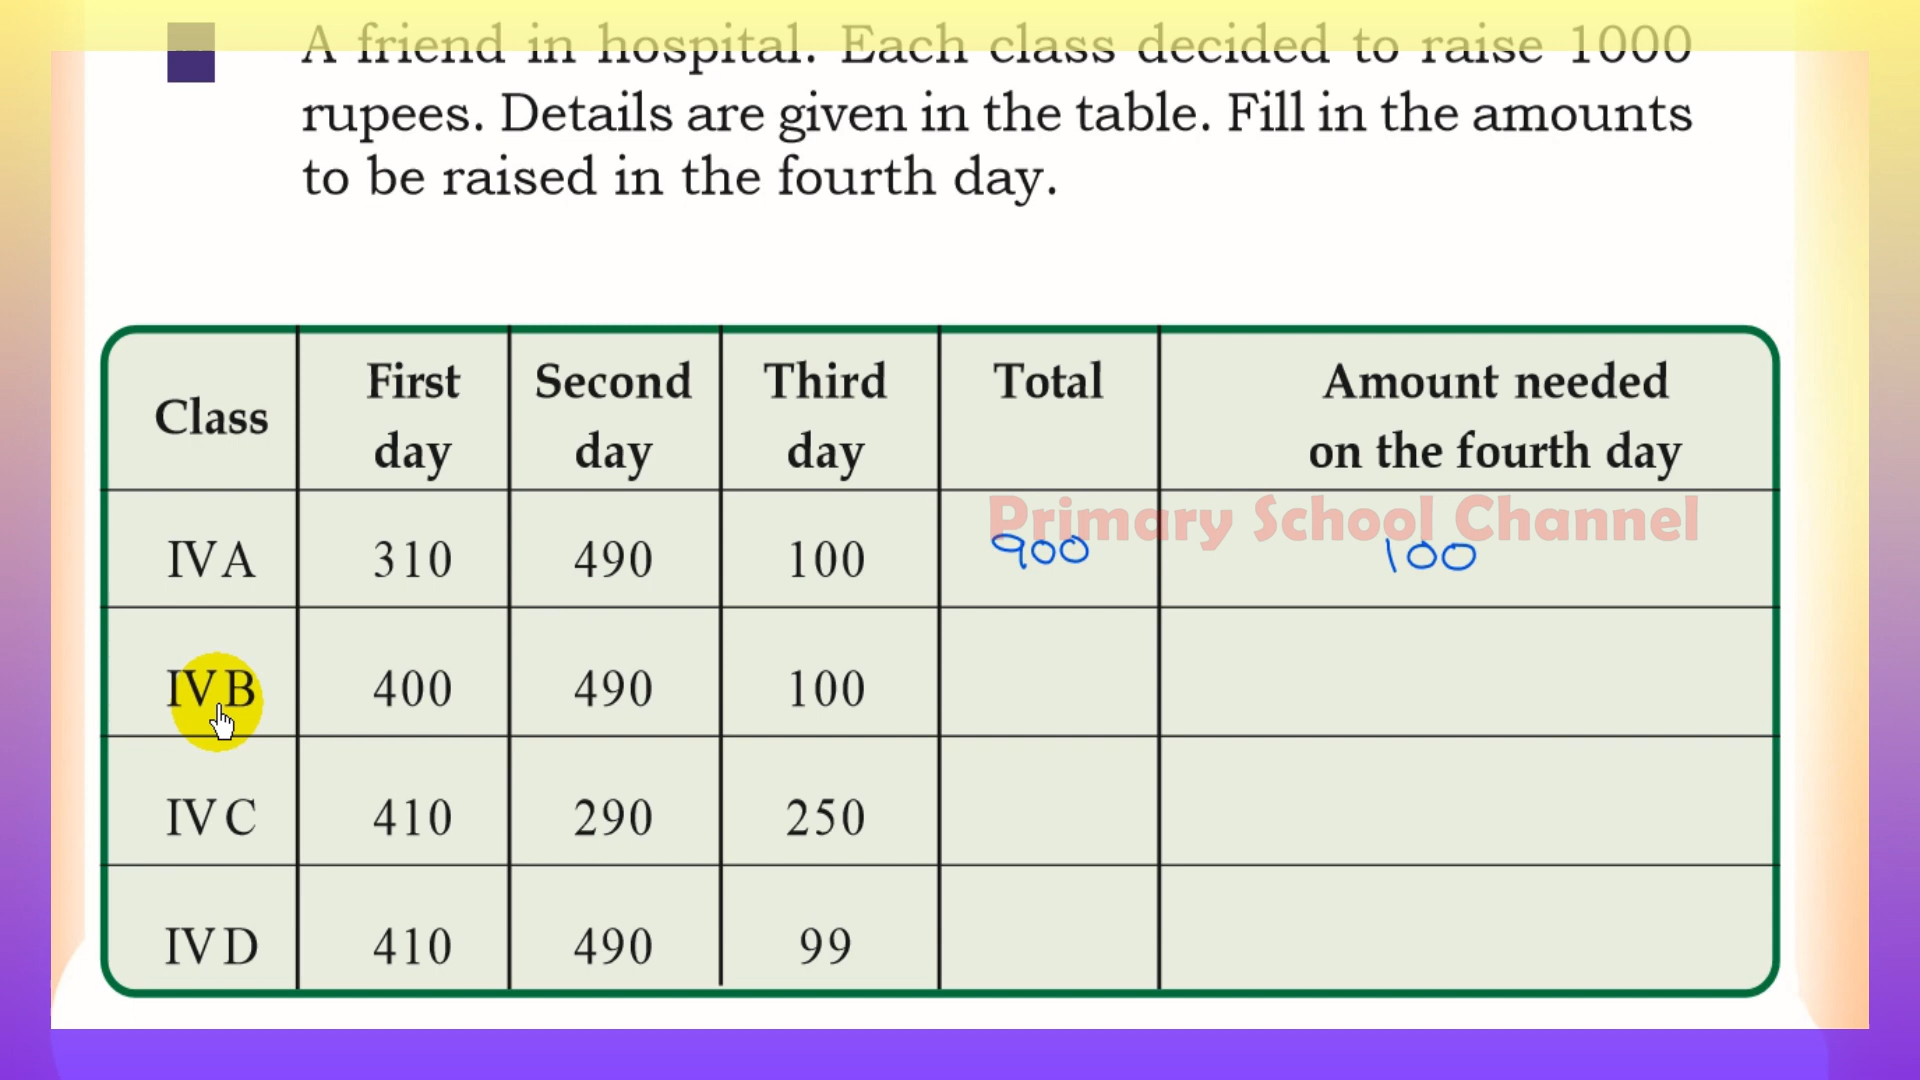 A friend in hospital. Each class decided to raise 1000
rupees. Details are given in the table. Fill in the amounts
to be raised in the fourth day.
Class First day Second day Third day Total Amount needed on the fourth day
Primary School Channel
IV A 310 490 100 900 100
IV B 400 490 100
IV C 410 290 250
IV D 410 490 99